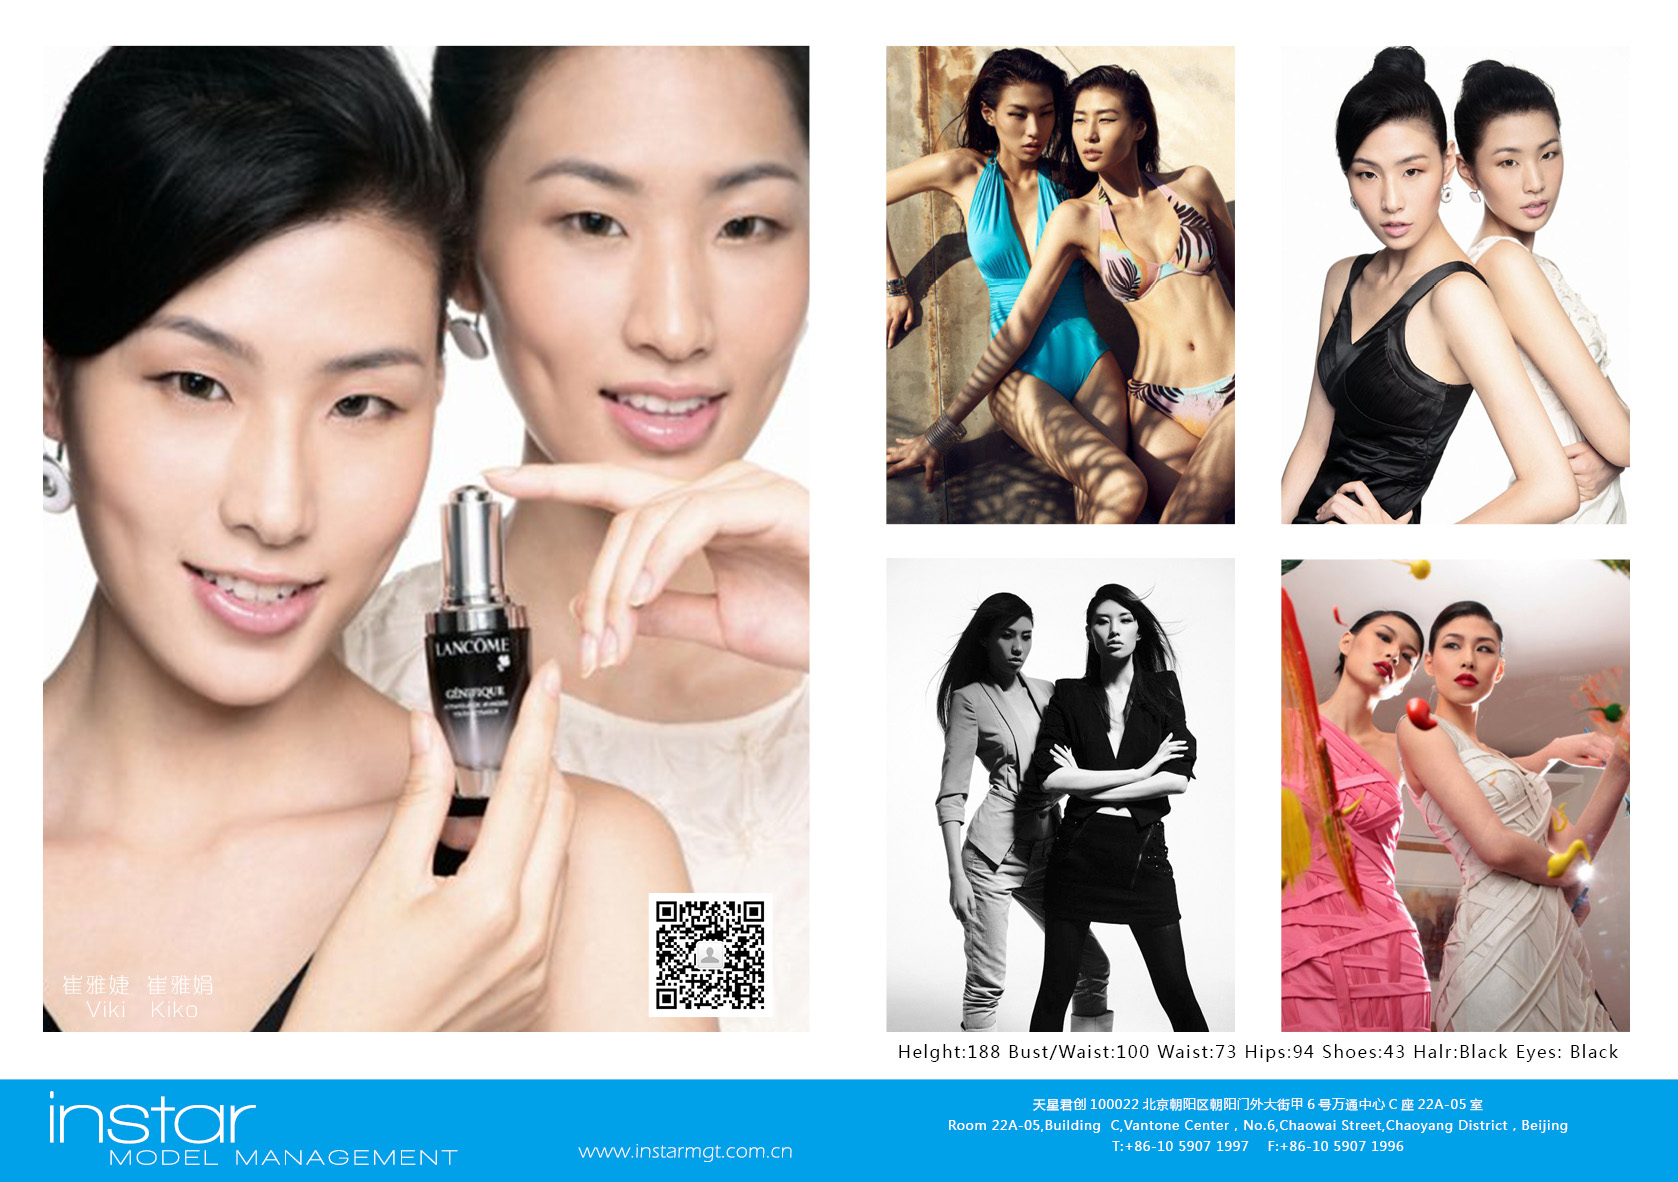 LANCÔME
GÉNIFIQUE
崔雅婕 崔雅娟
Viki Kiko
Helght:188 Bust/Waist:100 Waist:73 Hips:94 Shoes:43 Halr:Black Eyes: Black
instar
MODEL MANAGEMENT
www.instarmgt.com.cn
天星君创 100022 北京朝阳区朝阳门外大街甲 6 号万通中心 C 座 22A-05 室
Room 22A-05,Building C,Vantone Center , No.6,Chaowai Street,Chaoyang District , Beijing
T:+86-10 5907 1997 F:+86-10 5907 1996